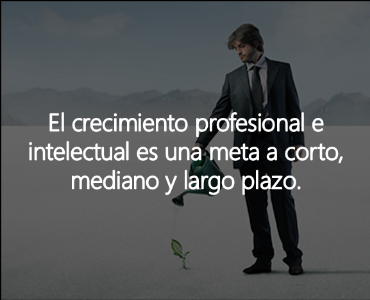 El crecimiento profesional e
intelectual es una meta a corto,
mediano y largo plazo.